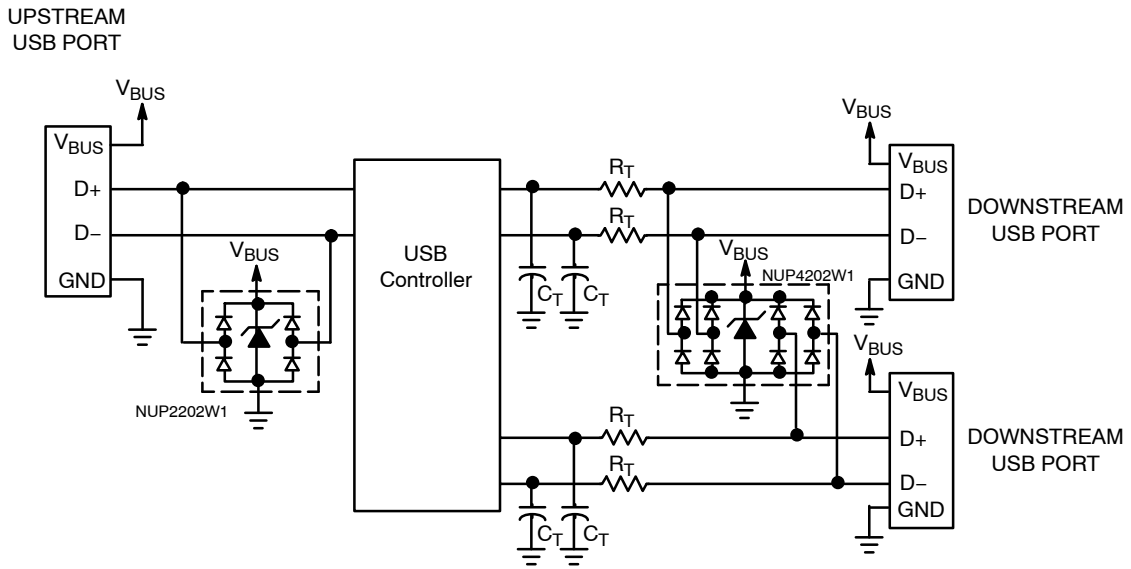 UPSTREAM
USB PORT
VBUS
VBUS
D+
D−
GND
VBUS
NUP2202W1
USB
Controller
RT
RT
CT
CT
VBUS
NUP4202W1
VBUS
VBUS
D+
D−
GND
DOWNSTREAM
USB PORT
RT
RT
CT
CT
VBUS
VBUS
D+
D−
GND
DOWNSTREAM
USB PORT